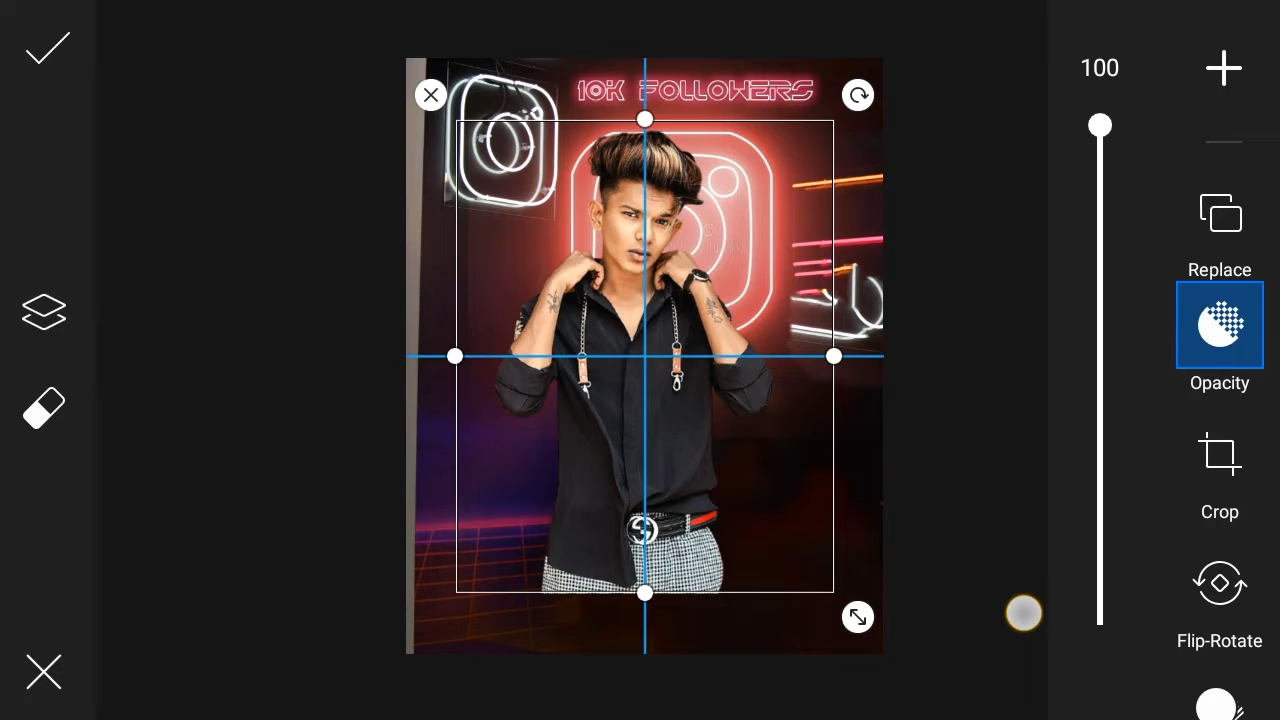 100
10K FOLLOWERS
Replace
Opacity
Crop
Flip-Rotate